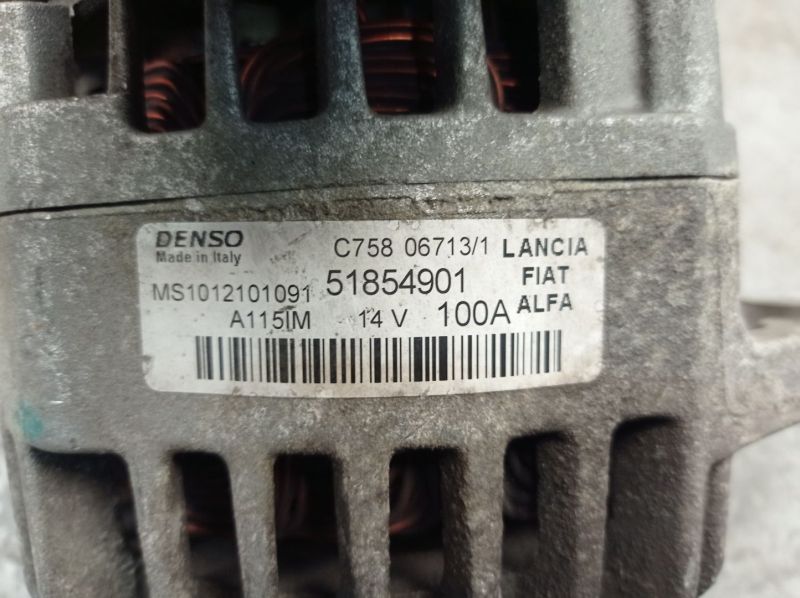 DENSO
Made in Italy
C758 06713/1
LANCIA
MS1012101091
51854901
FIAT
A115IM 14 V 100A
ALFA